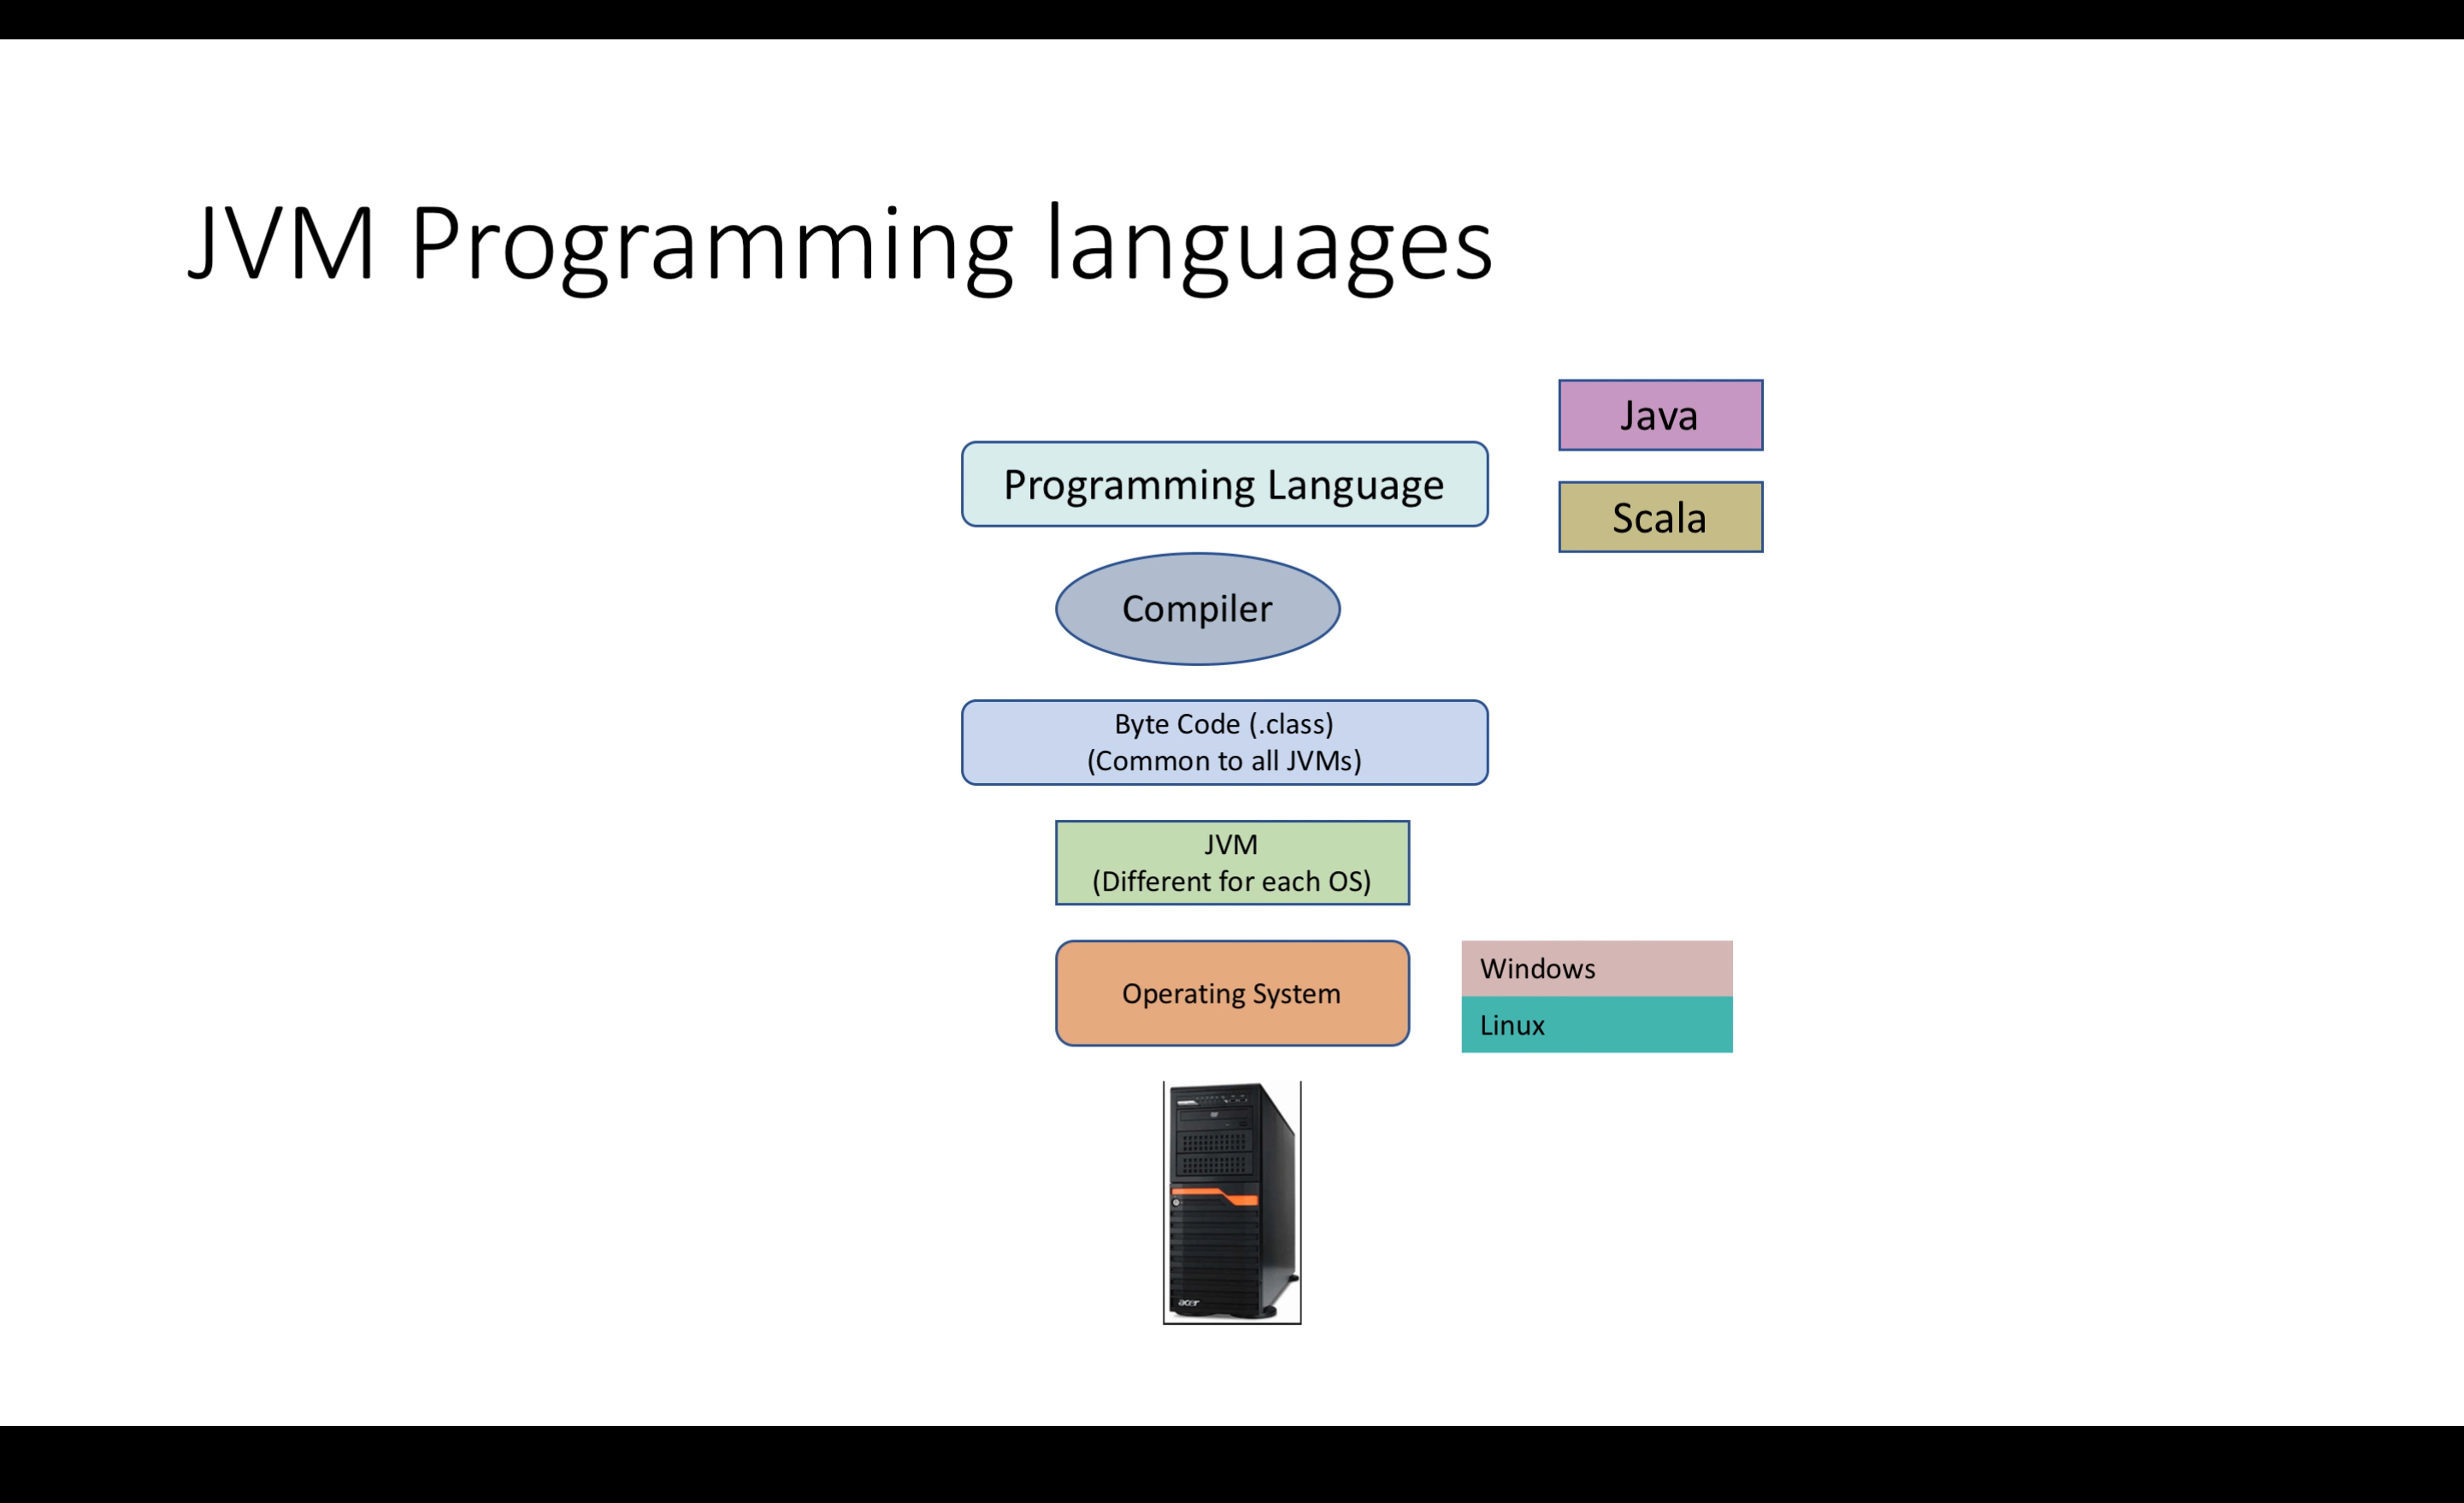 JVM Programming languages
Java
Programming Language
Scala
Compiler
Byte Code (.class)
(Common to all JVMs)
JVM
(Different for each OS)
Windows
Operating System
Linux
acer